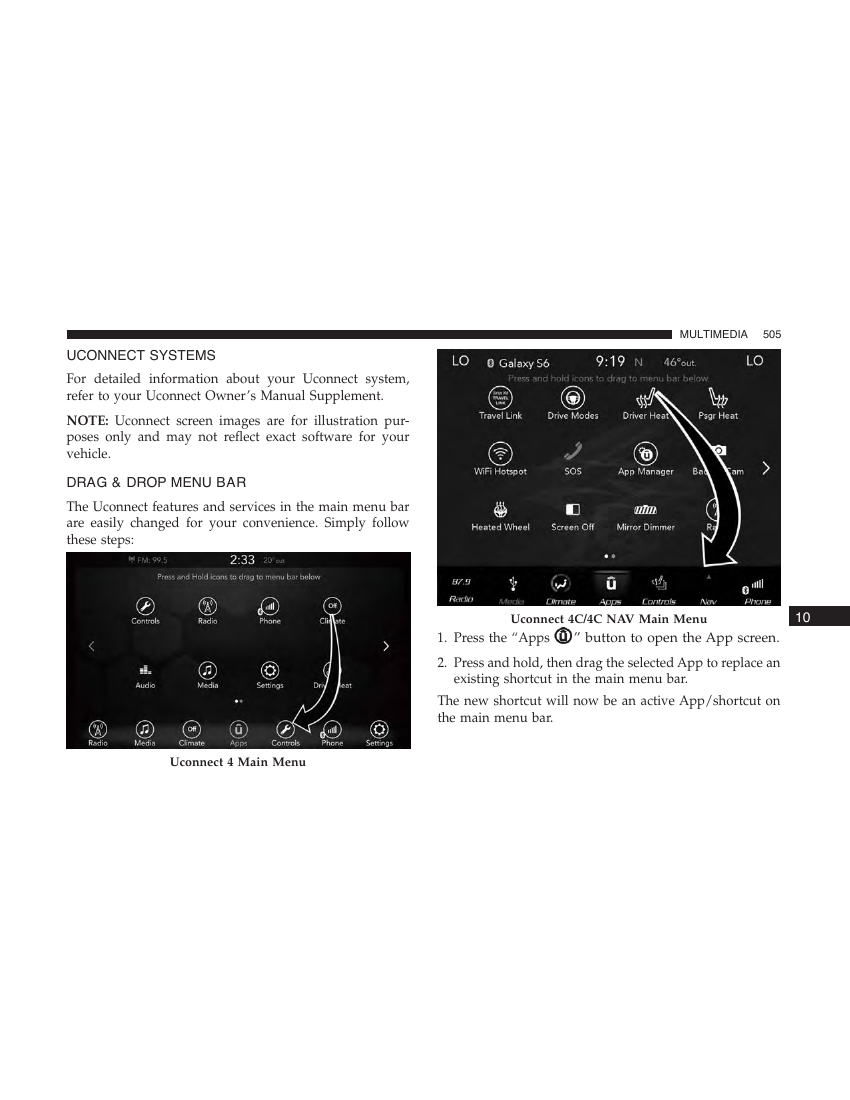 MULTIMEDIA 505
UCONNECT SYSTEMS
For detailed information about your Uconnect system,
refer to your Uconnect Owner’s Manual Supplement.
NOTE: Uconnect screen images are for illustration pur-
poses only and may not reflect exact software for your
vehicle.
DRAG & DROP MENU BAR
The Uconnect features and services in the main menu bar
are easily changed for your convenience. Simply follow
these steps:
FM: 99.5 2:33 20° out
Press and Hold icons to drag to menu bar below
Off
Controls Radio Phone Climate
Audio Media Settings
Off
Radio Media Climate Apps Controls Phone Settings
Uconnect 4 Main Menu
LO Galaxy S6 9:19 N 46°out. LO
Press and hold icons to drag to menu bar below.
TRAVEL
LINK
Travel Link Drive Modes Driver Heat Psgr Heat
WiFi Hotspot SOS App Manager
Heated Wheel Screen Off Mirror Dimmer
87.9
Radio Media Climate Apps Controls Nav Phone
Uconnect 4C/4C NAV Main Menu
1. Press the “Apps ” button to open the App screen.
2. Press and hold, then drag the selected App to replace an
existing shortcut in the main menu bar.
The new shortcut will now be an active App/shortcut on
the main menu bar.
10